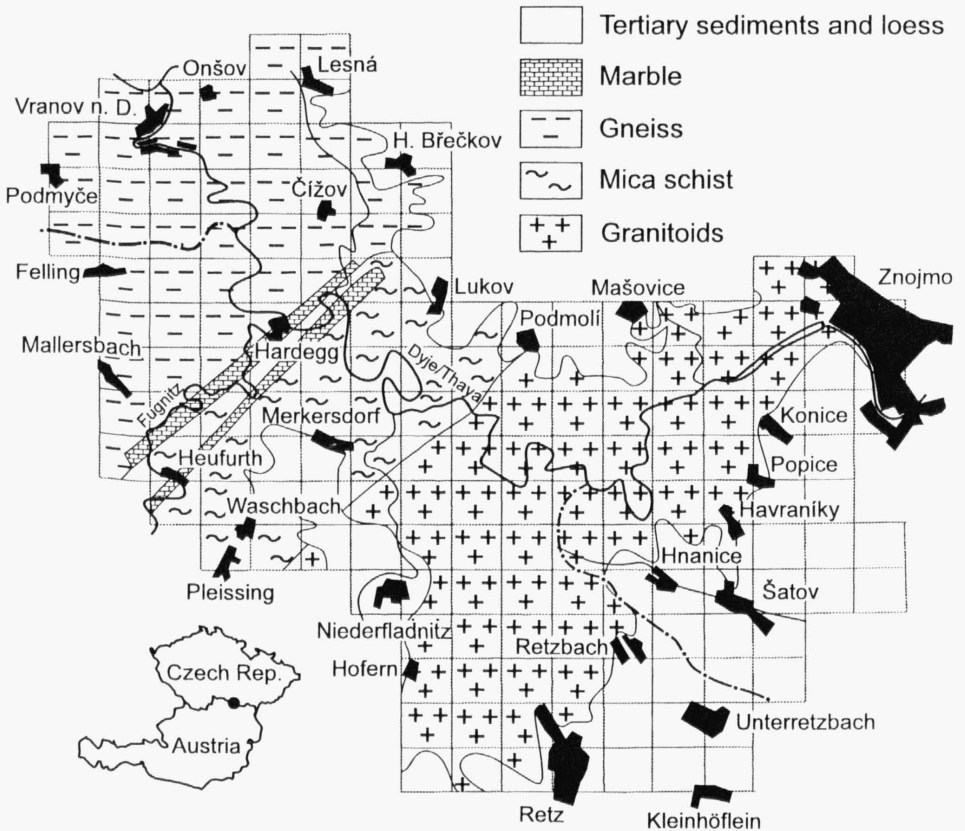 Tertiary sediments and loess
Marble
Gneiss
Mica schist
Granitoids
Onšov
Lesná
Vranov n. D.
H. Břečkov
Čížov
Podmyče
Felling
Lukov
Mašovice
Znojmo
Podmolí
Mallersbach
Hardegg
Dyje/Thaya
Fugnitz
Merkersdorf
Konice
Heufurth
Popice
Waschbach
Havraníky
Hnanice
Pleissing
Šatov
Niederfladnitz
Retzbach
Hofern
Czech Rep.
Austria
Unterretzbach
Retz
Kleinhöflein